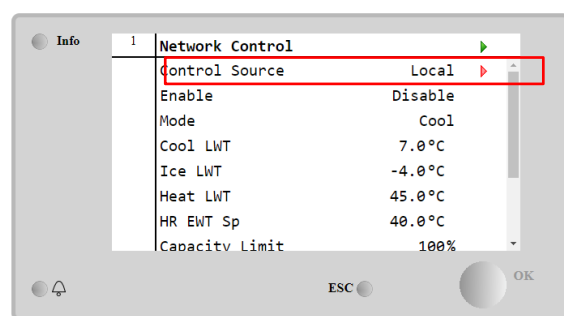 Info
1 Network Control
Control Source Local
Enable Disable
Mode Cool
Cool LWT 7.0°C
Ice LWT -4.0°C
Heat LWT 45.0°C
HR EWT Sp 40.0°C
Capacity Limit 100%
ESC
OK